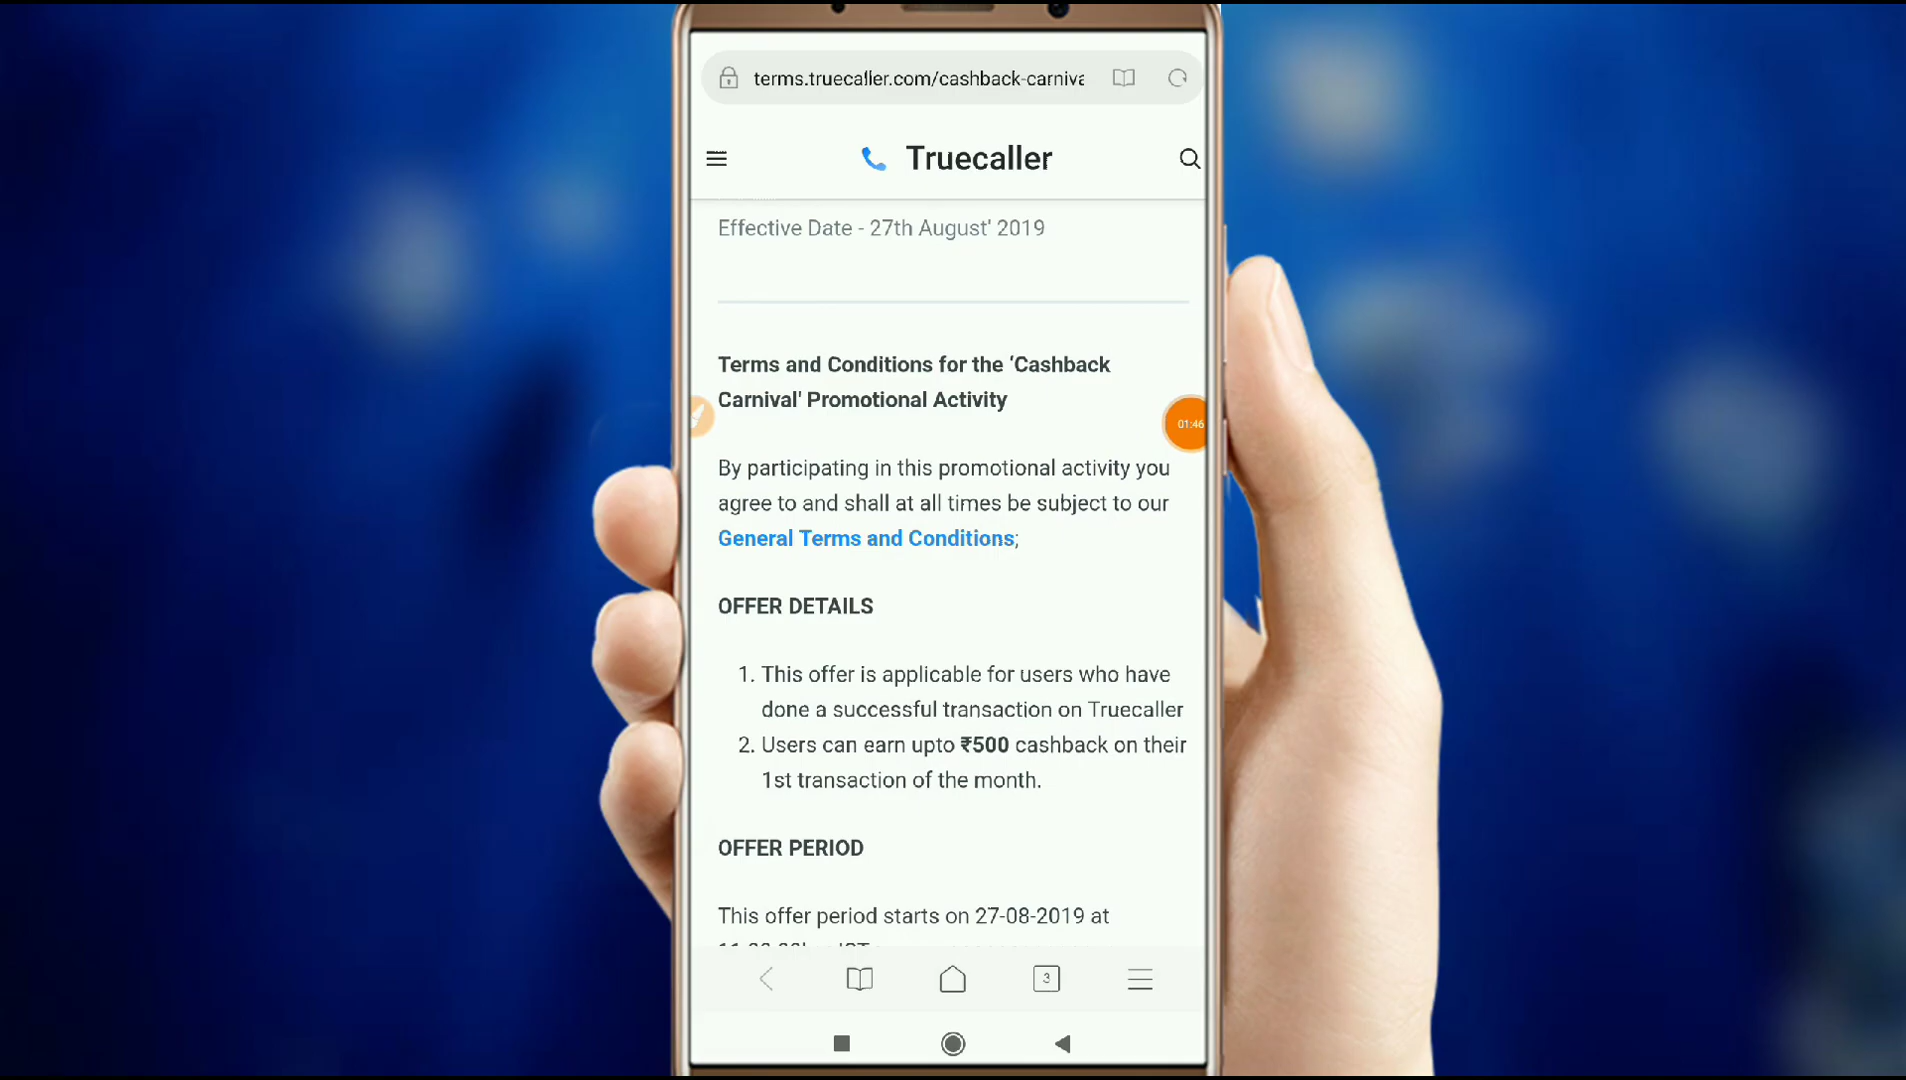 terms.truecaller.com/cashback-carniva
Truecaller
Effective Date - 27th August' 2019
Terms and Conditions for the ‘Cashback
Carnival' Promotional Activity
01:46
By participating in this promotional activity you
agree to and shall at all times be subject to our
General Terms and Conditions;
OFFER DETAILS
1. This offer is applicable for users who have
done a successful transaction on Truecaller
2. Users can earn upto ₹500 cashback on their
1st transaction of the month.
OFFER PERIOD
This offer period starts on 27-08-2019 at
3